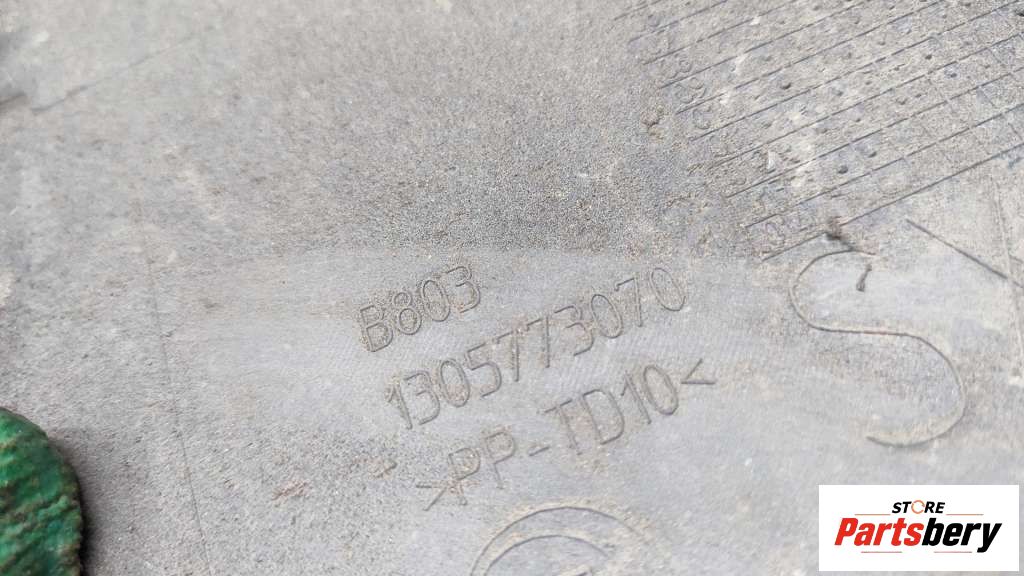 B803
1305773070
>PP-TD10<
S
STORE
Partsbery